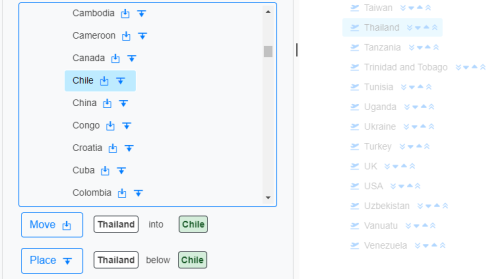 Cambodia
Cameroon
Canada
Chile
China
Congo
Croatia
Cuba
Colombia
Move Thailand into Chile
Place Thailand below Chile
Taiwan
Thailand
Tanzania
Trinidad and Tobago
Tunisia
Uganda
Ukraine
Turkey
UK
USA
Uzbekistan
Vanuatu
Venezuela